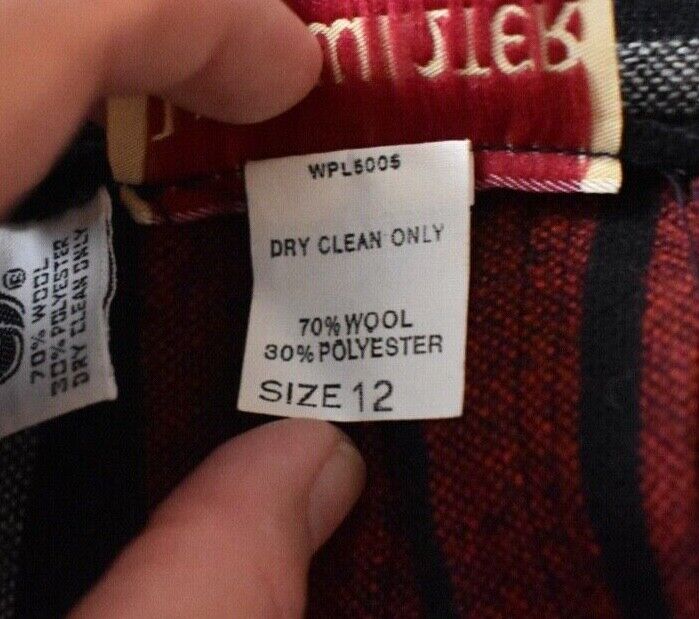 WPL5005
DRY CLEAN ONLY
70% WOOL
30% POLYESTER
SIZE 12
70% WOOL
30% POLYESTER
DRY CLEAN ONLY